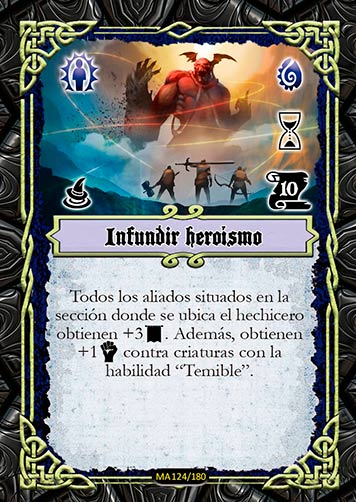 10
Infundir heroísmo
Todos los aliados situados en la
sección donde se ubica el hechicero
obtienen +3 . Además, obtienen
+1 contra criaturas con la
habilidad “Temible”.
MA124/180